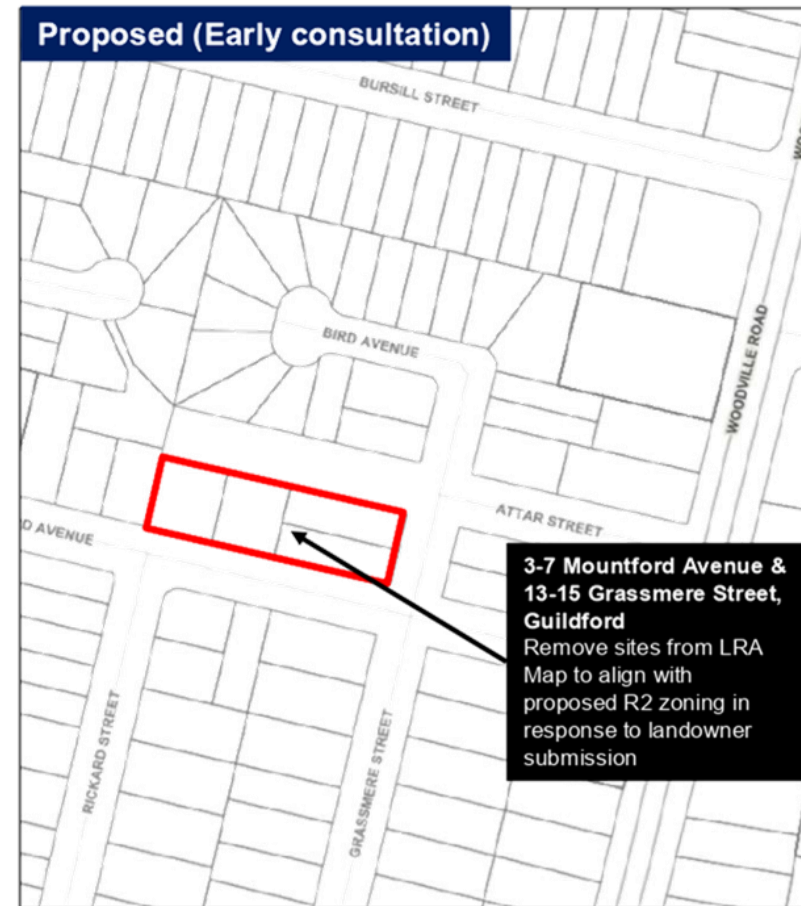 Proposed (Early consultation)
BURSILL STREET
BIRD AVENUE
WOODVILLE ROAD
ATTAR STREET
D AVENUE
3-7 Mountford Avenue &
13-15 Grassmere Street,
Guildford
Remove sites from LRA
Map to align with
proposed R2 zoning in
response to landowner
submission
RICKARD STREET
GRASSMERE STREET